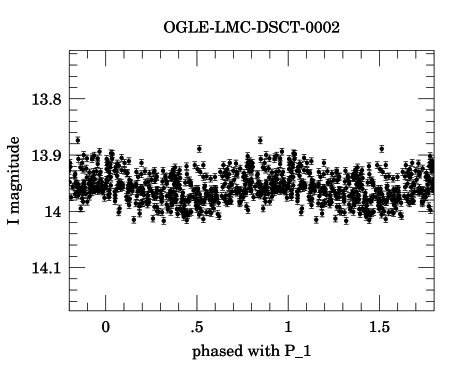 OGLE-LMC-DSCT-0002
13.8
13.9
14
14.1
I magnitude
0 .5 1 1.5
phased with P_1